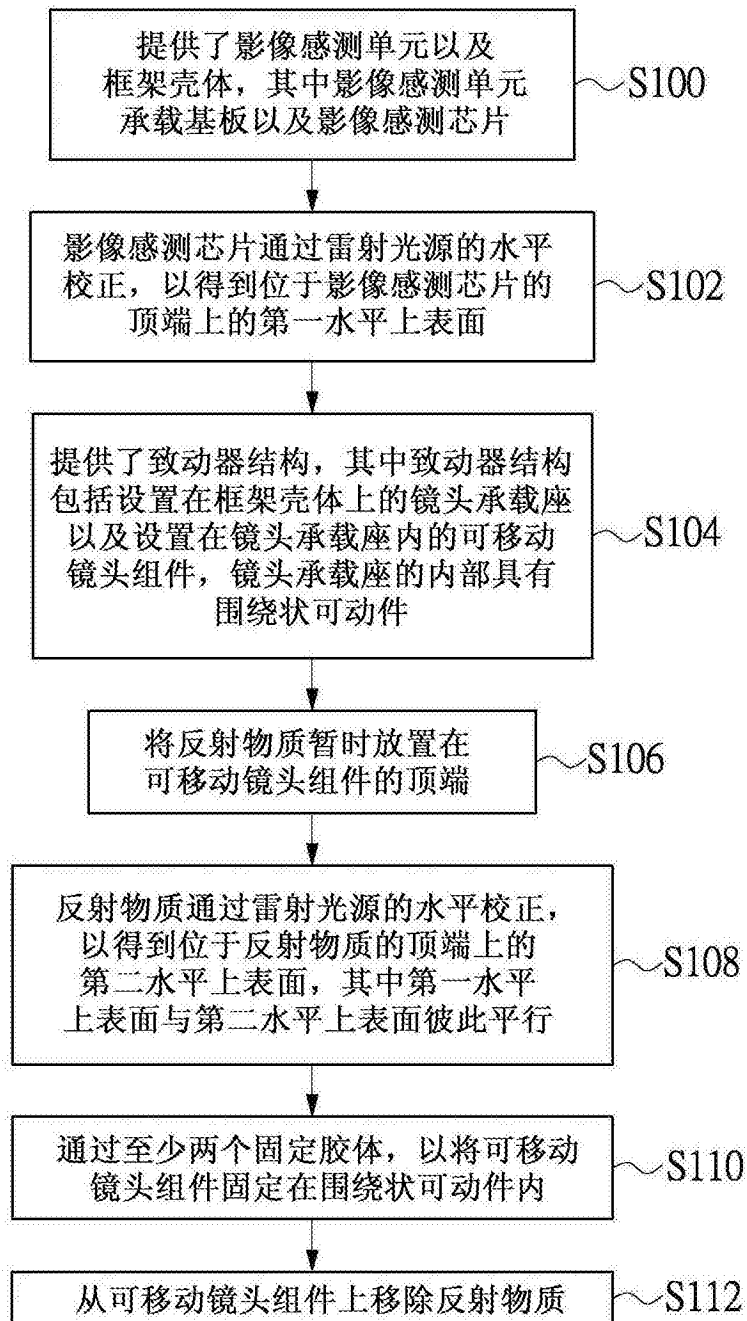 提供了影像感测单元以及
框架壳体，其中影像感测单元
承载基板以及影像感测芯片
S100
影像感测芯片通过雷射光源的水平
校正，以得到位于影像感测芯片的
顶端上的第一水平上表面
S102
提供了致动器结构，其中致动器结构
包括设置在框架壳体上的镜头承载座
以及设置在镜头承载座内的可移动
镜头组件，镜头承载座的内部具有
围绕状可动件
S104
将反射物质暂时放置在
可移动镜头组件的顶端
S106
反射物质通过雷射光源的水平校正，
以得到位于反射物质的顶端上的
第二水平上表面，其中第一水平
上表面与第二水平上表面彼此平行
S108
通过至少两个固定胶体，以将可移动
镜头组件固定在围绕状可动件内
S110
从可移动镜头组件上移除反射物质
S112